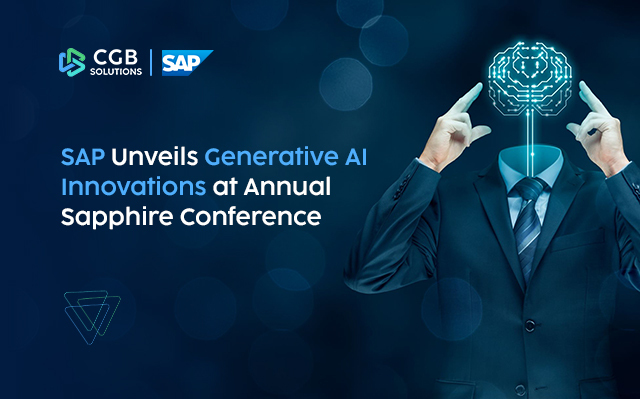 CGB
SOLUTIONS
SAP
SAP Unveils Generative AI
Innovations at Annual
Sapphire Conference